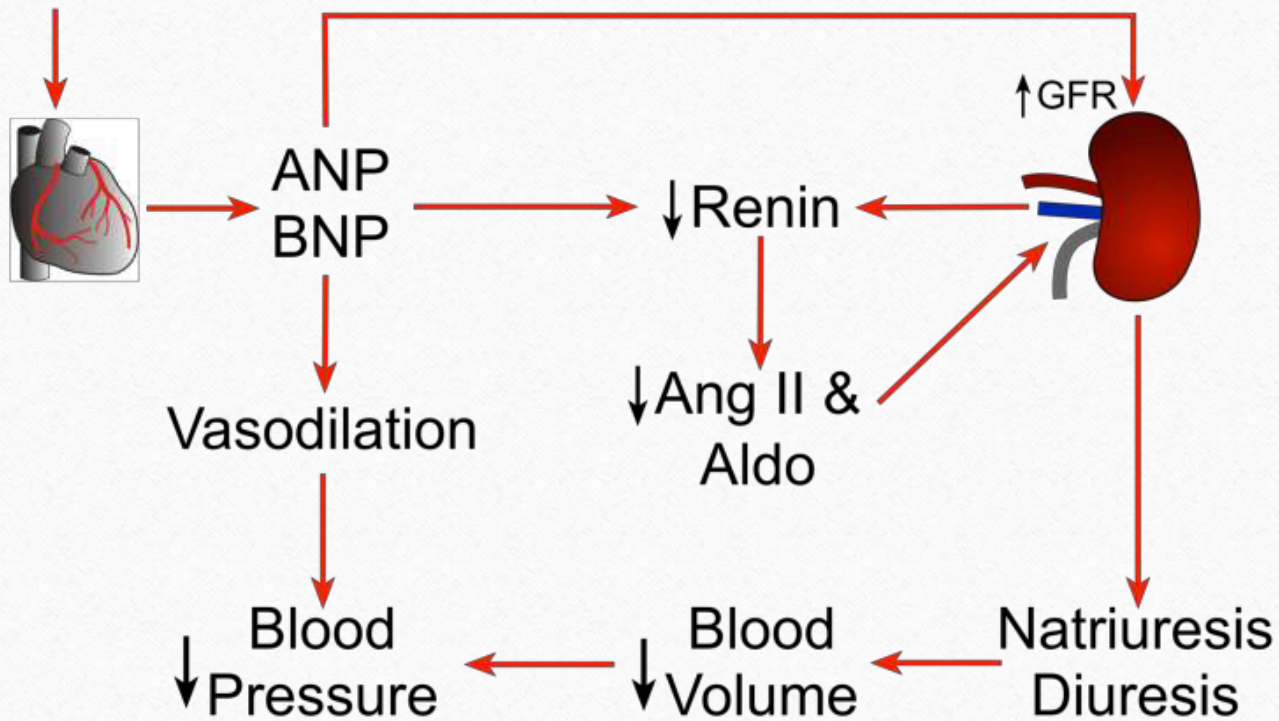 ↑GFR
ANP
BNP
↓Renin
↓Ang II &
Aldo
Vasodilation
Blood
↓Pressure
Blood
↓Volume
Natriuresis
Diuresis